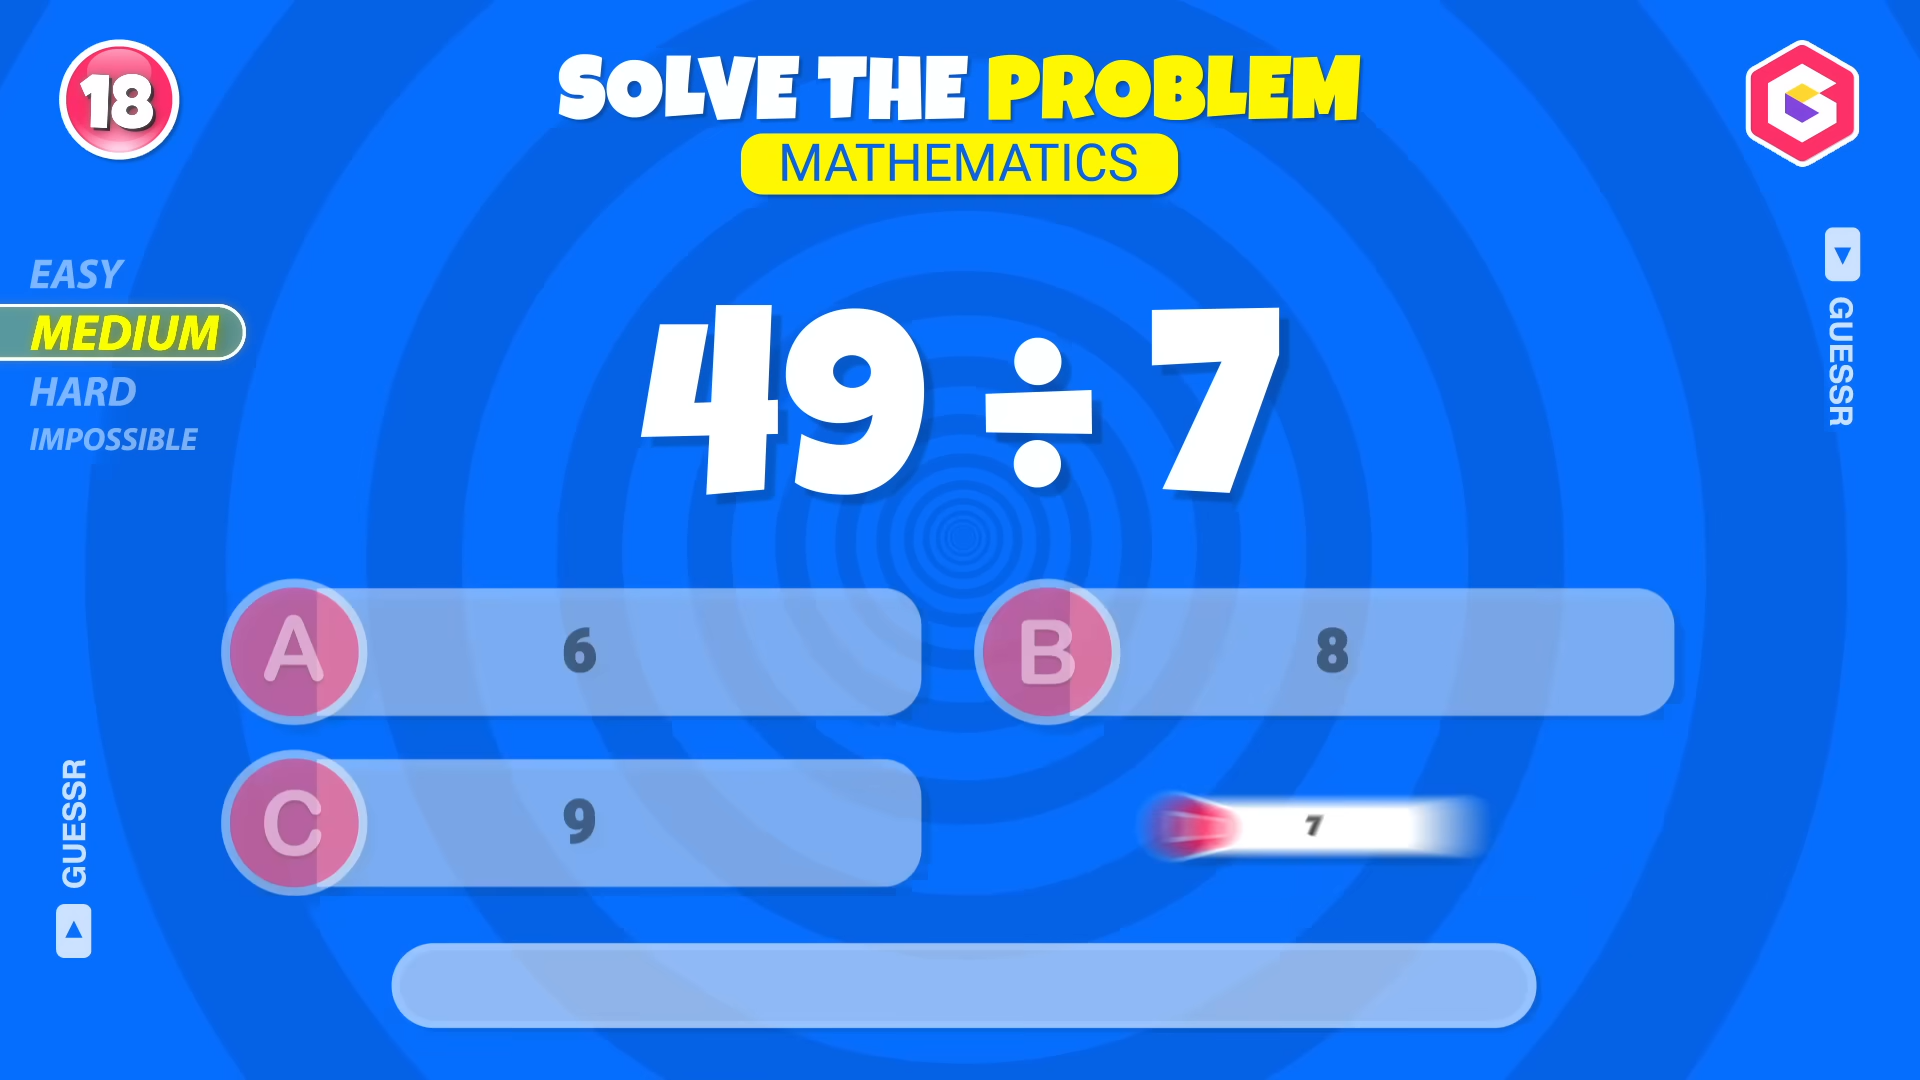 18
SOLVE THE PROBLEM
MATHEMATICS
EASY
MEDIUM
HARD
IMPOSSIBLE
GUESSR
49 ÷ 7
A 6
B 8
C 9
7
GUESSR